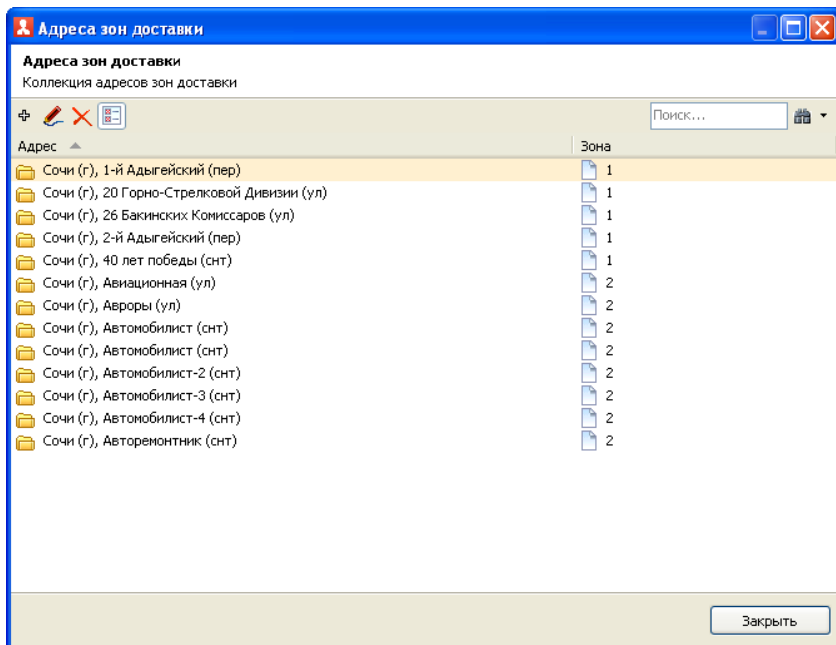 Адреса зон доставки
Адреса зон доставки
Коллекция адресов зон доставки
Поиск...
Адрес Зона
Сочи (г), 1-й Адыгейский (пер) 1
Сочи (г), 20 Горно-Стрелковой Дивизии (ул) 1
Сочи (г), 26 Бакинских Комиссаров (ул) 1
Сочи (г), 2-й Адыгейский (пер) 1
Сочи (г), 40 лет победы (снт) 1
Сочи (г), Авиационная (ул) 2
Сочи (г), Авроры (ул) 2
Сочи (г), Автомобилист (снт) 2
Сочи (г), Автомобилист (снт) 2
Сочи (г), Автомобилист-2 (снт) 2
Сочи (г), Автомобилист-3 (снт) 2
Сочи (г), Автомобилист-4 (снт) 2
Сочи (г), Авторемонтник (снт) 2
Закрыть